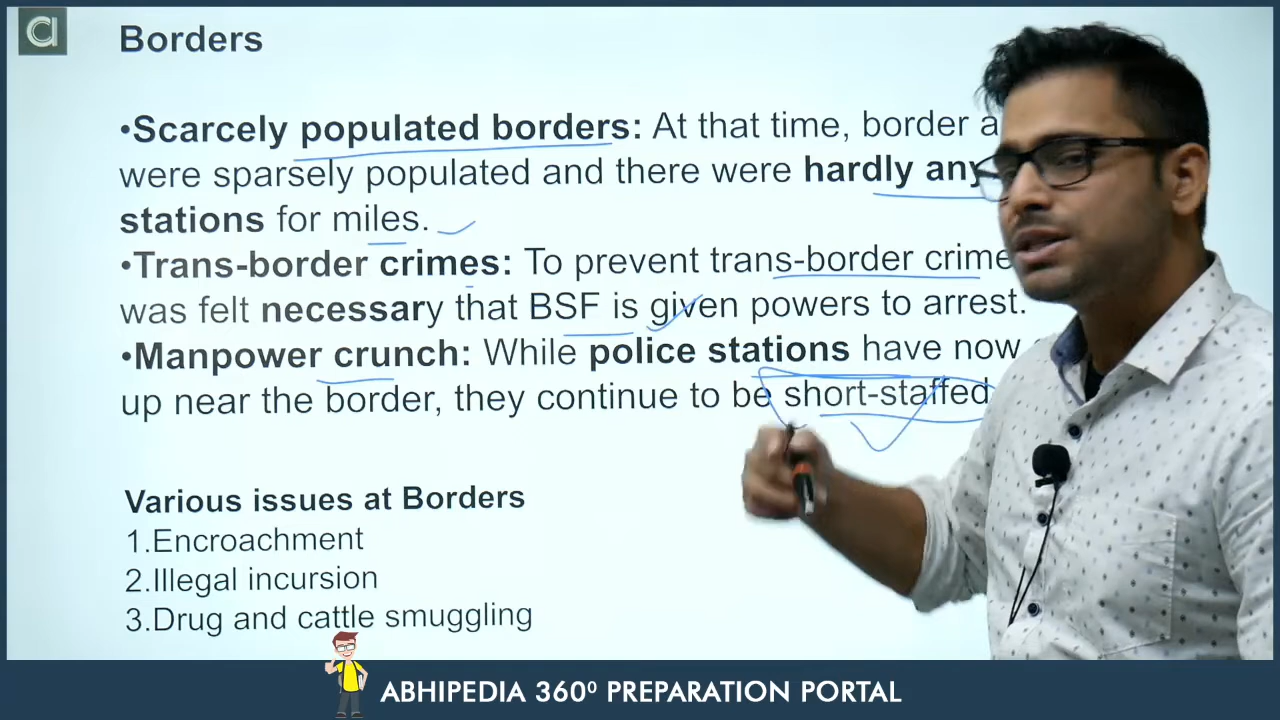 a
Borders
•Scarcely populated borders: At that time, border a
were sparsely populated and there were hardly any
stations for miles.
•Trans-border crimes: To prevent trans-border crime
was felt necessary that BSF is given powers to arrest.
•Manpower crunch: While police stations have now
up near the border, they continue to be short-staffed
Various issues at Borders
1.Encroachment
2.Illegal incursion
3.Drug and cattle smuggling
ABHIPEDIA 360⁰ PREPARATION PORTAL